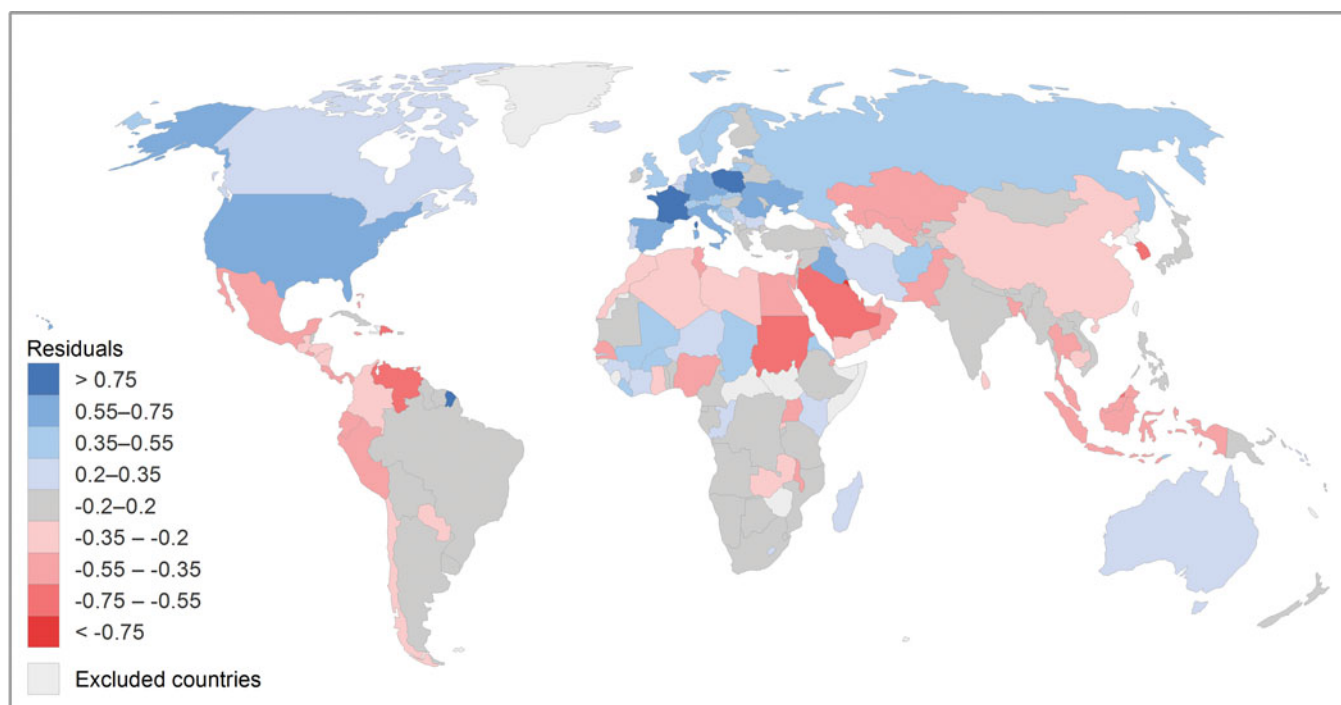 Residuals
> 0.75
0.55–0.75
0.35–0.55
0.2–0.35
-0.2–0.2
-0.35 – -0.2
-0.55 – -0.35
-0.75 – -0.55
< -0.75
Excluded countries